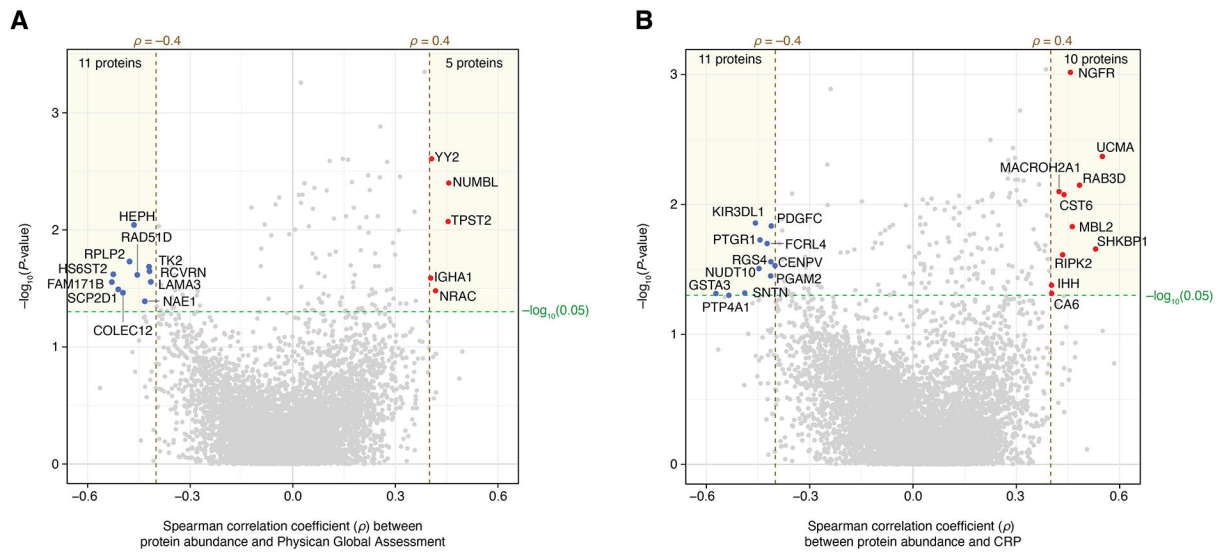 A
ρ = −0.4
ρ = 0.4
11 proteins
5 proteins
3
2
1
0
−log10(P-value)
YY2
NUMBL
TPST2
IGHA1
NRAC
HEPH
RAD51D
RPLP2
TK2
HS6ST2
RCVRN
FAM171B
LAMA3
SCP2D1
NAE1
COLEC12
−log10(0.05)
−0.6
−0.3
0.0
0.3
0.6
Spearman correlation coefficient (ρ) between
protein abundance and Physican Global Assessment
B
ρ = −0.4
ρ = 0.4
11 proteins
10 proteins
3
2
1
0
−log10(P-value)
NGFR
UCMA
MACROH2A1
RAB3D
CST6
MBL2
SHKBP1
RIPK2
IHH
CA6
KIR3DL1
PDGFC
PTGR1
FCRL4
RGS4
CENPV
NUDT10
PGAM2
GSTA3
SNTN
PTP4A1
−log10(0.05)
−0.6
−0.3
0.0
0.3
0.6
Spearman correlation coefficient (ρ)
between protein abundance and CRP